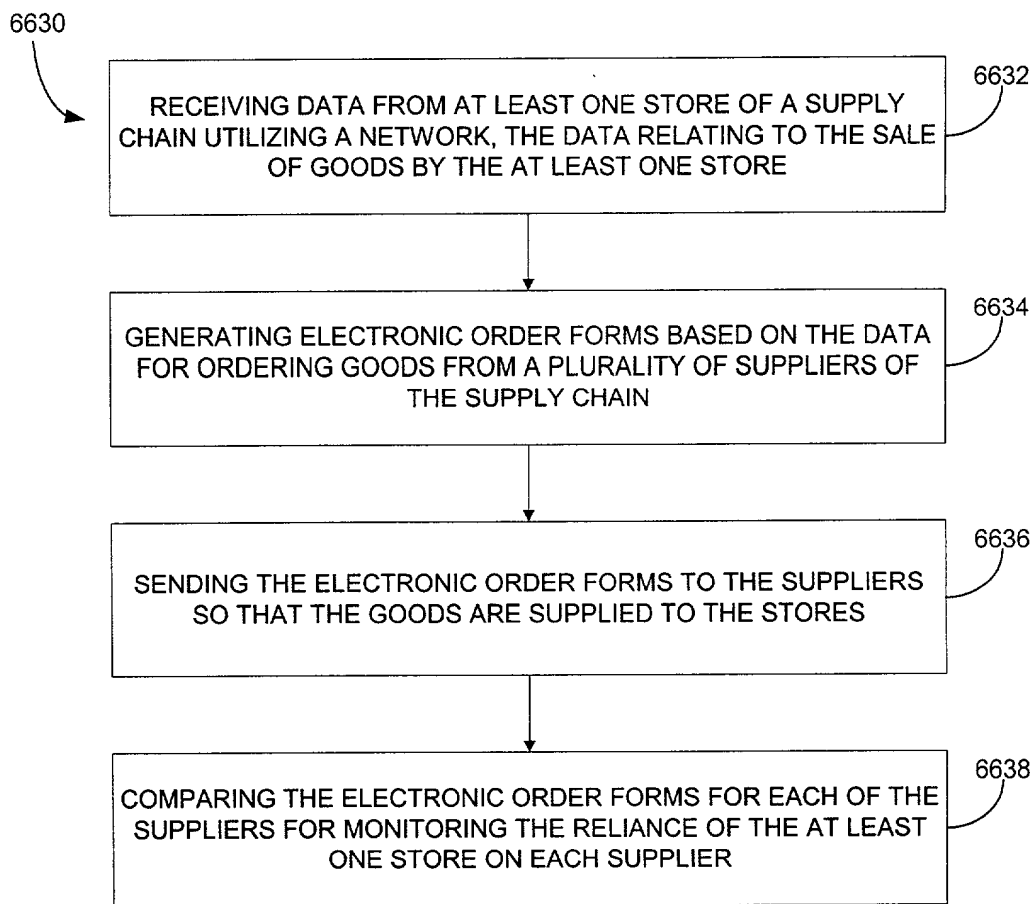 6630
6632
RECEIVING DATA FROM AT LEAST ONE STORE OF A SUPPLY
CHAIN UTILIZING A NETWORK, THE DATA RELATING TO THE SALE
OF GOODS BY THE AT LEAST ONE STORE
6634
GENERATING ELECTRONIC ORDER FORMS BASED ON THE DATA
FOR ORDERING GOODS FROM A PLURALITY OF SUPPLIERS OF
THE SUPPLY CHAIN
6636
SENDING THE ELECTRONIC ORDER FORMS TO THE SUPPLIERS
SO THAT THE GOODS ARE SUPPLIED TO THE STORES
6638
COMPARING THE ELECTRONIC ORDER FORMS FOR EACH OF THE
SUPPLIERS FOR MONITORING THE RELIANCE OF THE AT LEAST
ONE STORE ON EACH SUPPLIER